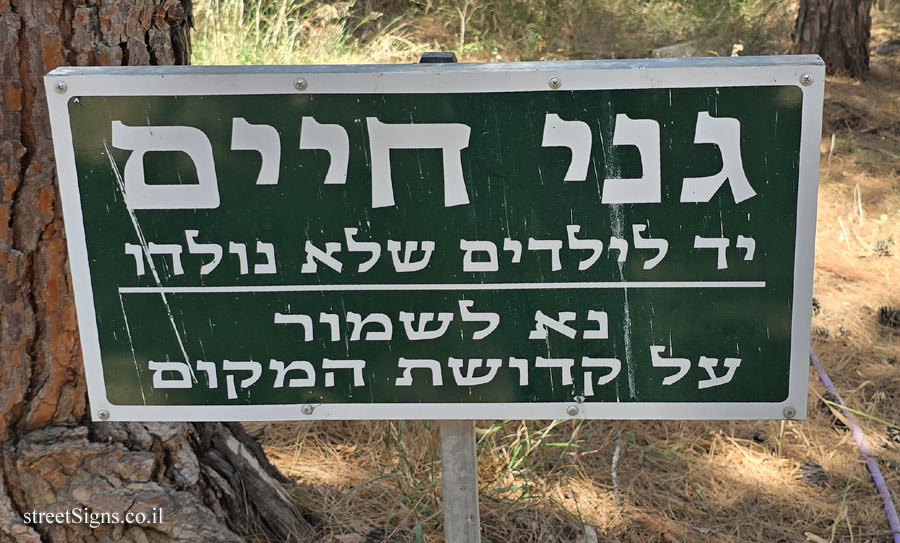 גני חיים
יד לילדים שלא נולדו
נא לשמור
על קדושת המקום
streetSigns.co.il